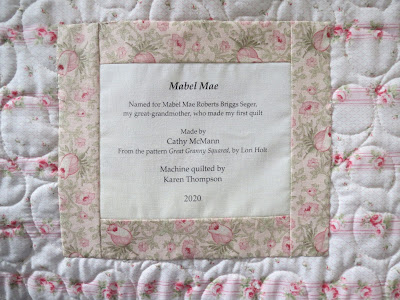 Mabel Mae
Named for Mabel Mae Roberts Briggs Seger,
my great-grandmother, who made my first quilt
Made by
Cathy McMann
From the pattern Great Granny Squared, by Lori Holt
Machine quilted by
Karen Thompson
2020